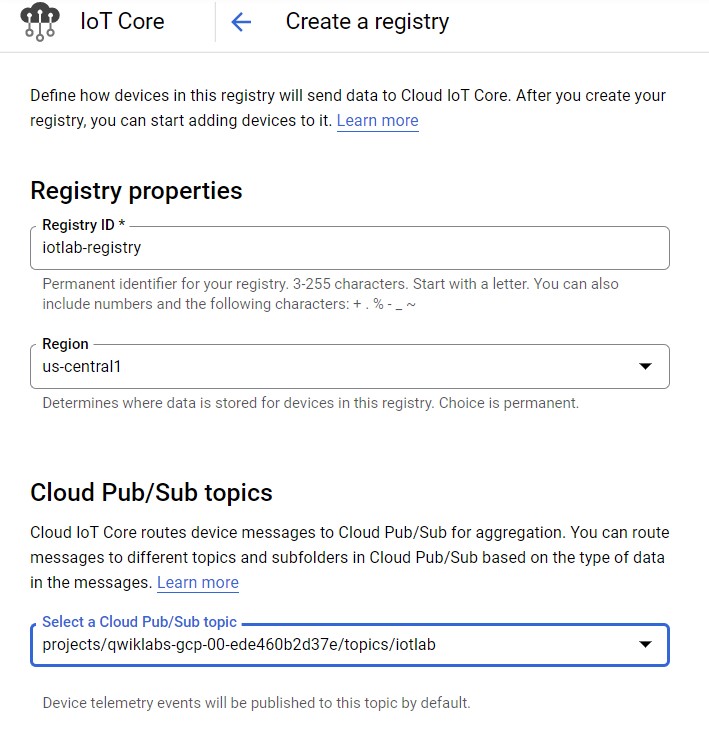 IoT Core
Create a registry
Define how devices in this registry will send data to Cloud IoT Core. After you create your
registry, you can start adding devices to it. Learn more
Registry properties
Registry ID *
iotlab-registry
Permanent identifier for your registry. 3-255 characters. Start with a letter. You can also
include numbers and the following characters: + . % - _ ~
Region
us-central1
Determines where data is stored for devices in this registry. Choice is permanent.
Cloud Pub/Sub topics
Cloud IoT Core routes device messages to Cloud Pub/Sub for aggregation. You can route
messages to different topics and subfolders in Cloud Pub/Sub based on the type of data
in the messages. Learn more
Select a Cloud Pub/Sub topic
projects/qwiklabs-gcp-00-ede460b2d37e/topics/iotlab
Device telemetry events will be published to this topic by default.